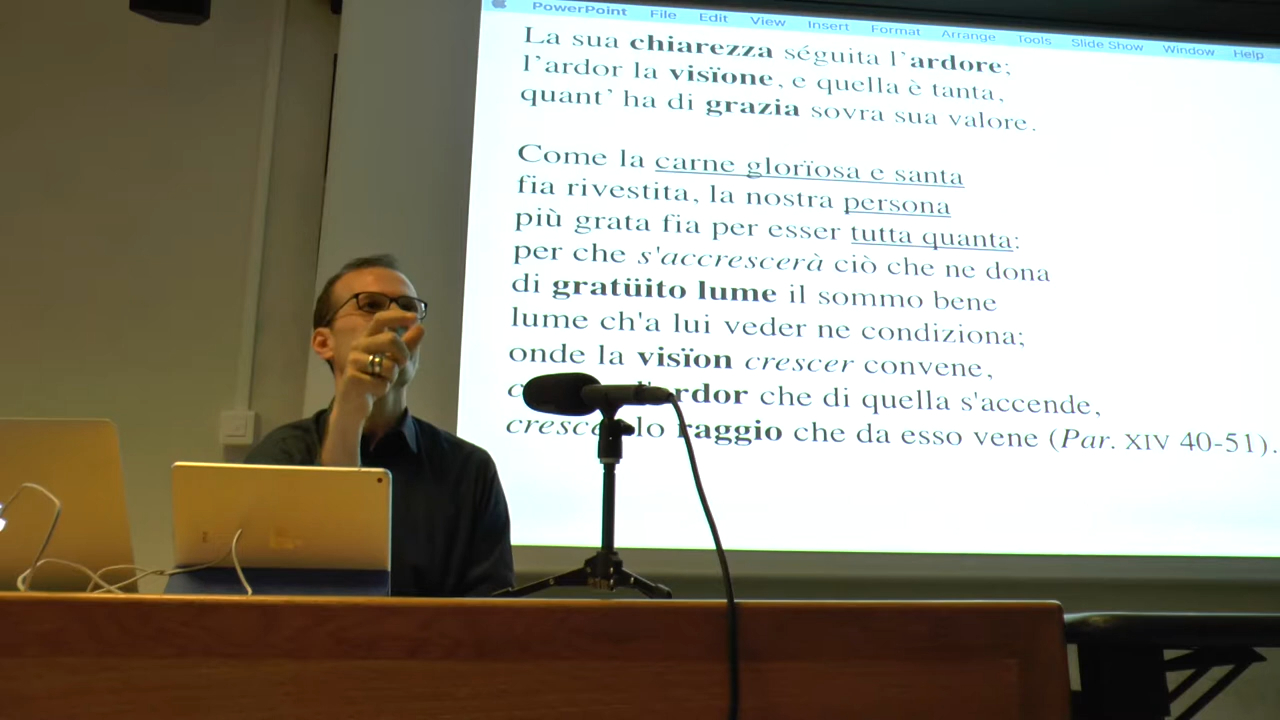 PowerPoint File Edit View Insert Format Arrange Tools Slide Show Window Help
La sua chiarezza séguita l'ardore;
l'ardor la visïone, e quella è tanta,
quant' ha di grazia sovra sua valore.
Come la carne glorïosa e santa
fia rivestita, la nostra persona
più grata fia per esser tutta quanta:
per che s'accrescerà ciò che ne dona
di gratüito lume il sommo bene
lume ch'a lui veder ne condiziona;
onde la visïon crescer convene,
che di quella s'accende,
lo raggio che da esso vene (Par. XIV 40-51).